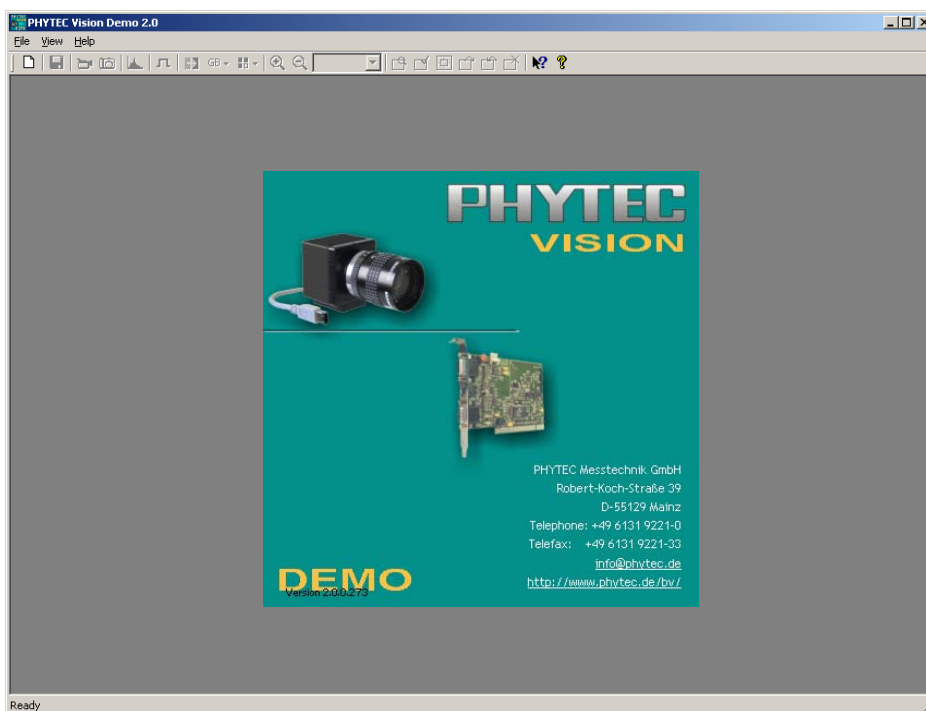 PHYTEC Vision Demo 2.0
File View Help
GB
PHYTEC
VISION
PHYTEC Messtechnik GmbH
Robert-Koch-Straße 39
D-55129 Mainz
Telephone: +49 6131 9221-0
Telefax: +49 6131 9221-33
info@phytec.de
http://www.phytec.de/bv/
DEMO
Version 2.0.0.273
Ready